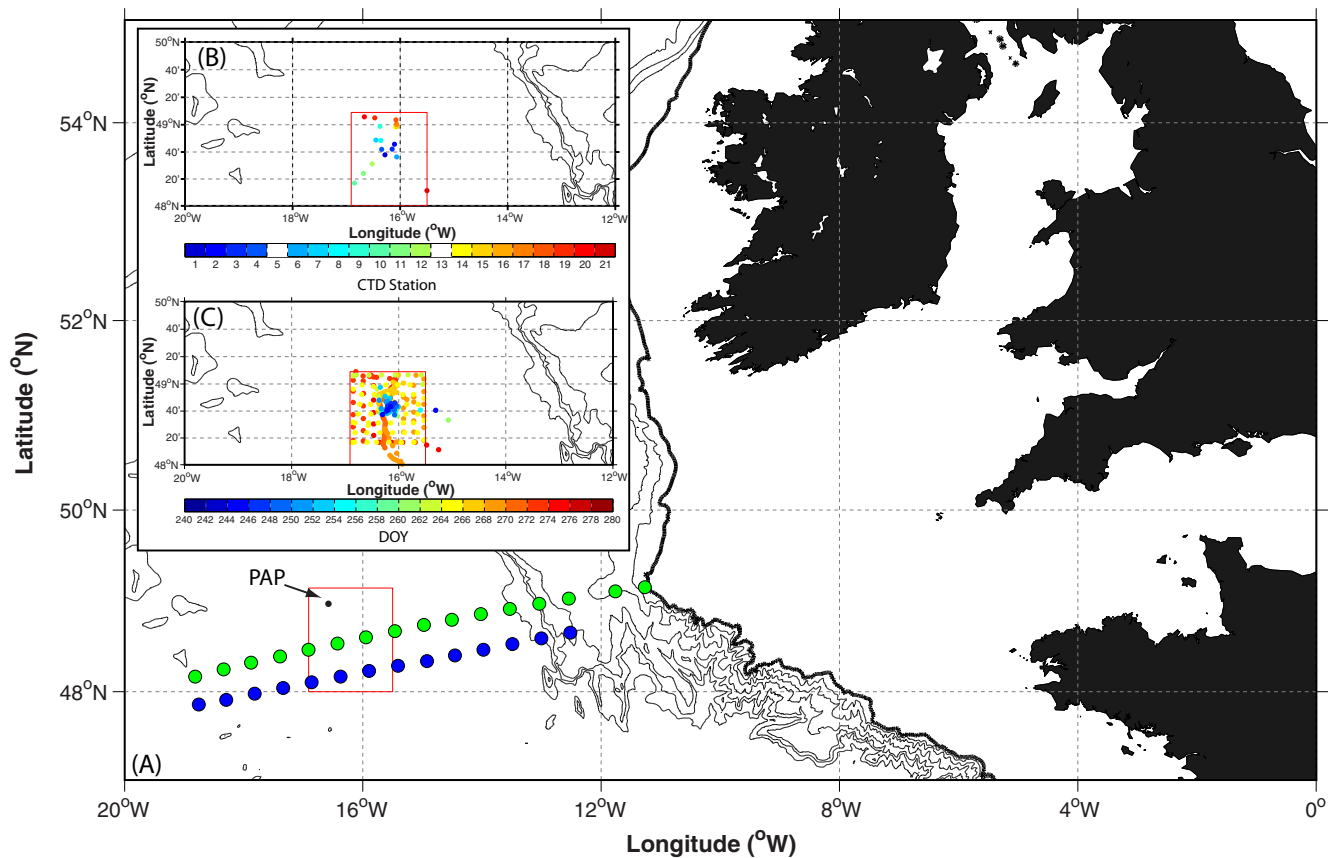 (B)
50°N
40'
20'
49°N
40'
20'
48°N
Latitude (°N)
20°W 18°W 16°W 14°W 12°W
Longitude (°W)
1 2 3 4 5 6 7 8 9 10 11 12 13 14 15 16 17 18 19 20 21
CTD Station
(C)
50°N
40'
20'
49°N
40'
20'
48°N
Latitude (°N)
20°W 18°W 16°W 14°W 12°W
Longitude (°W)
240 242 244 246 248 250 252 254 256 258 260 262 264 266 268 270 272 274 276 278 280
DOY
PAP
(A)
54°N
52°N
50°N
48°N
Latitude (°N)
20°W 16°W 12°W 8°W 4°W 0°
Longitude (°W)